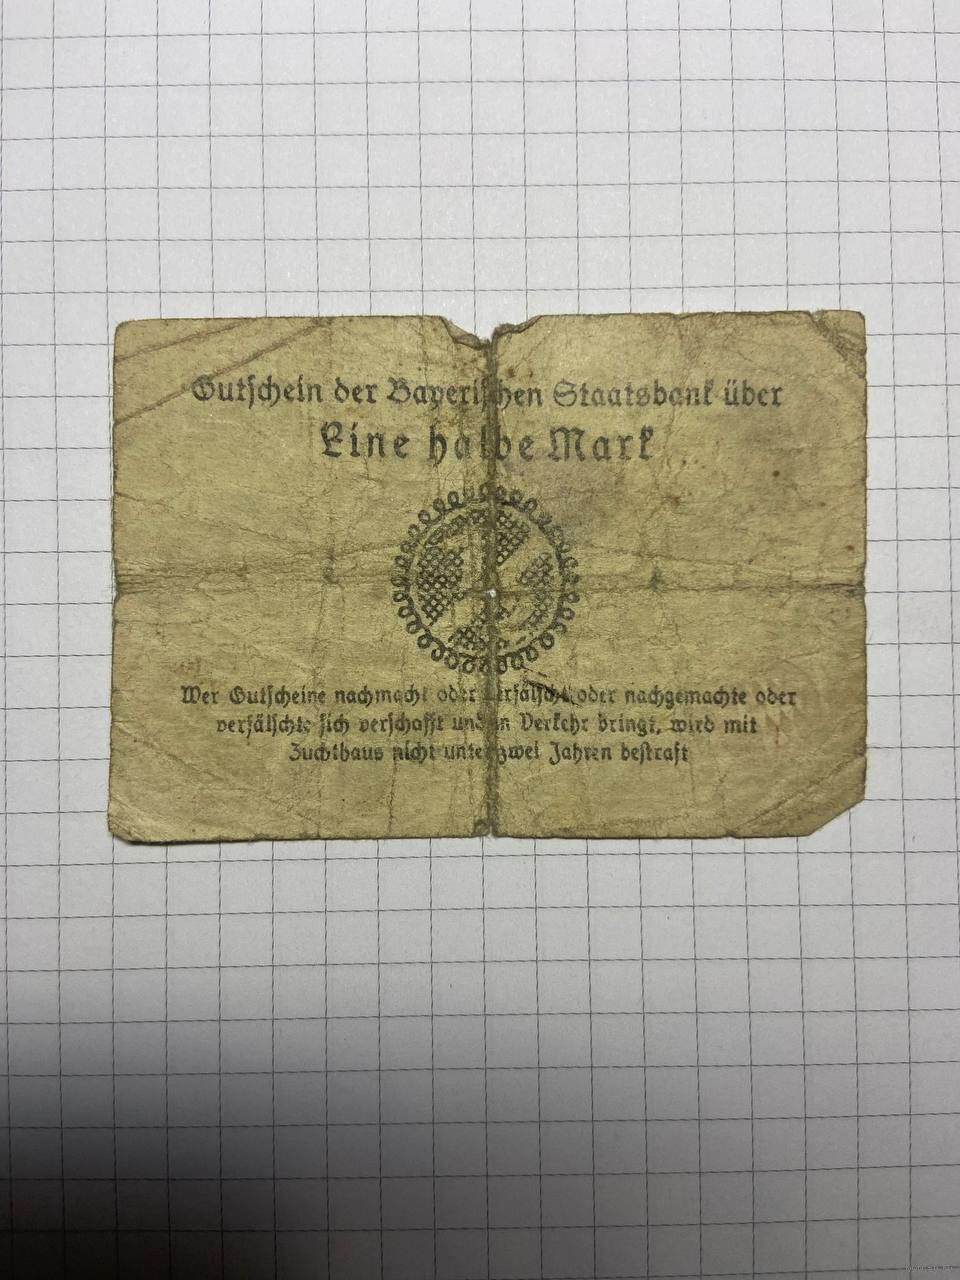 Gutschein der Bayerischen Staatsbank über
Eine halbe Mark
Wer Gutscheine nachmacht oder verfälscht oder nachgemachte oder
verfälschte sich verschafft und in Verkehr bringt, wird mit
Zuchthaus nicht unter zwei Jahren bestraft